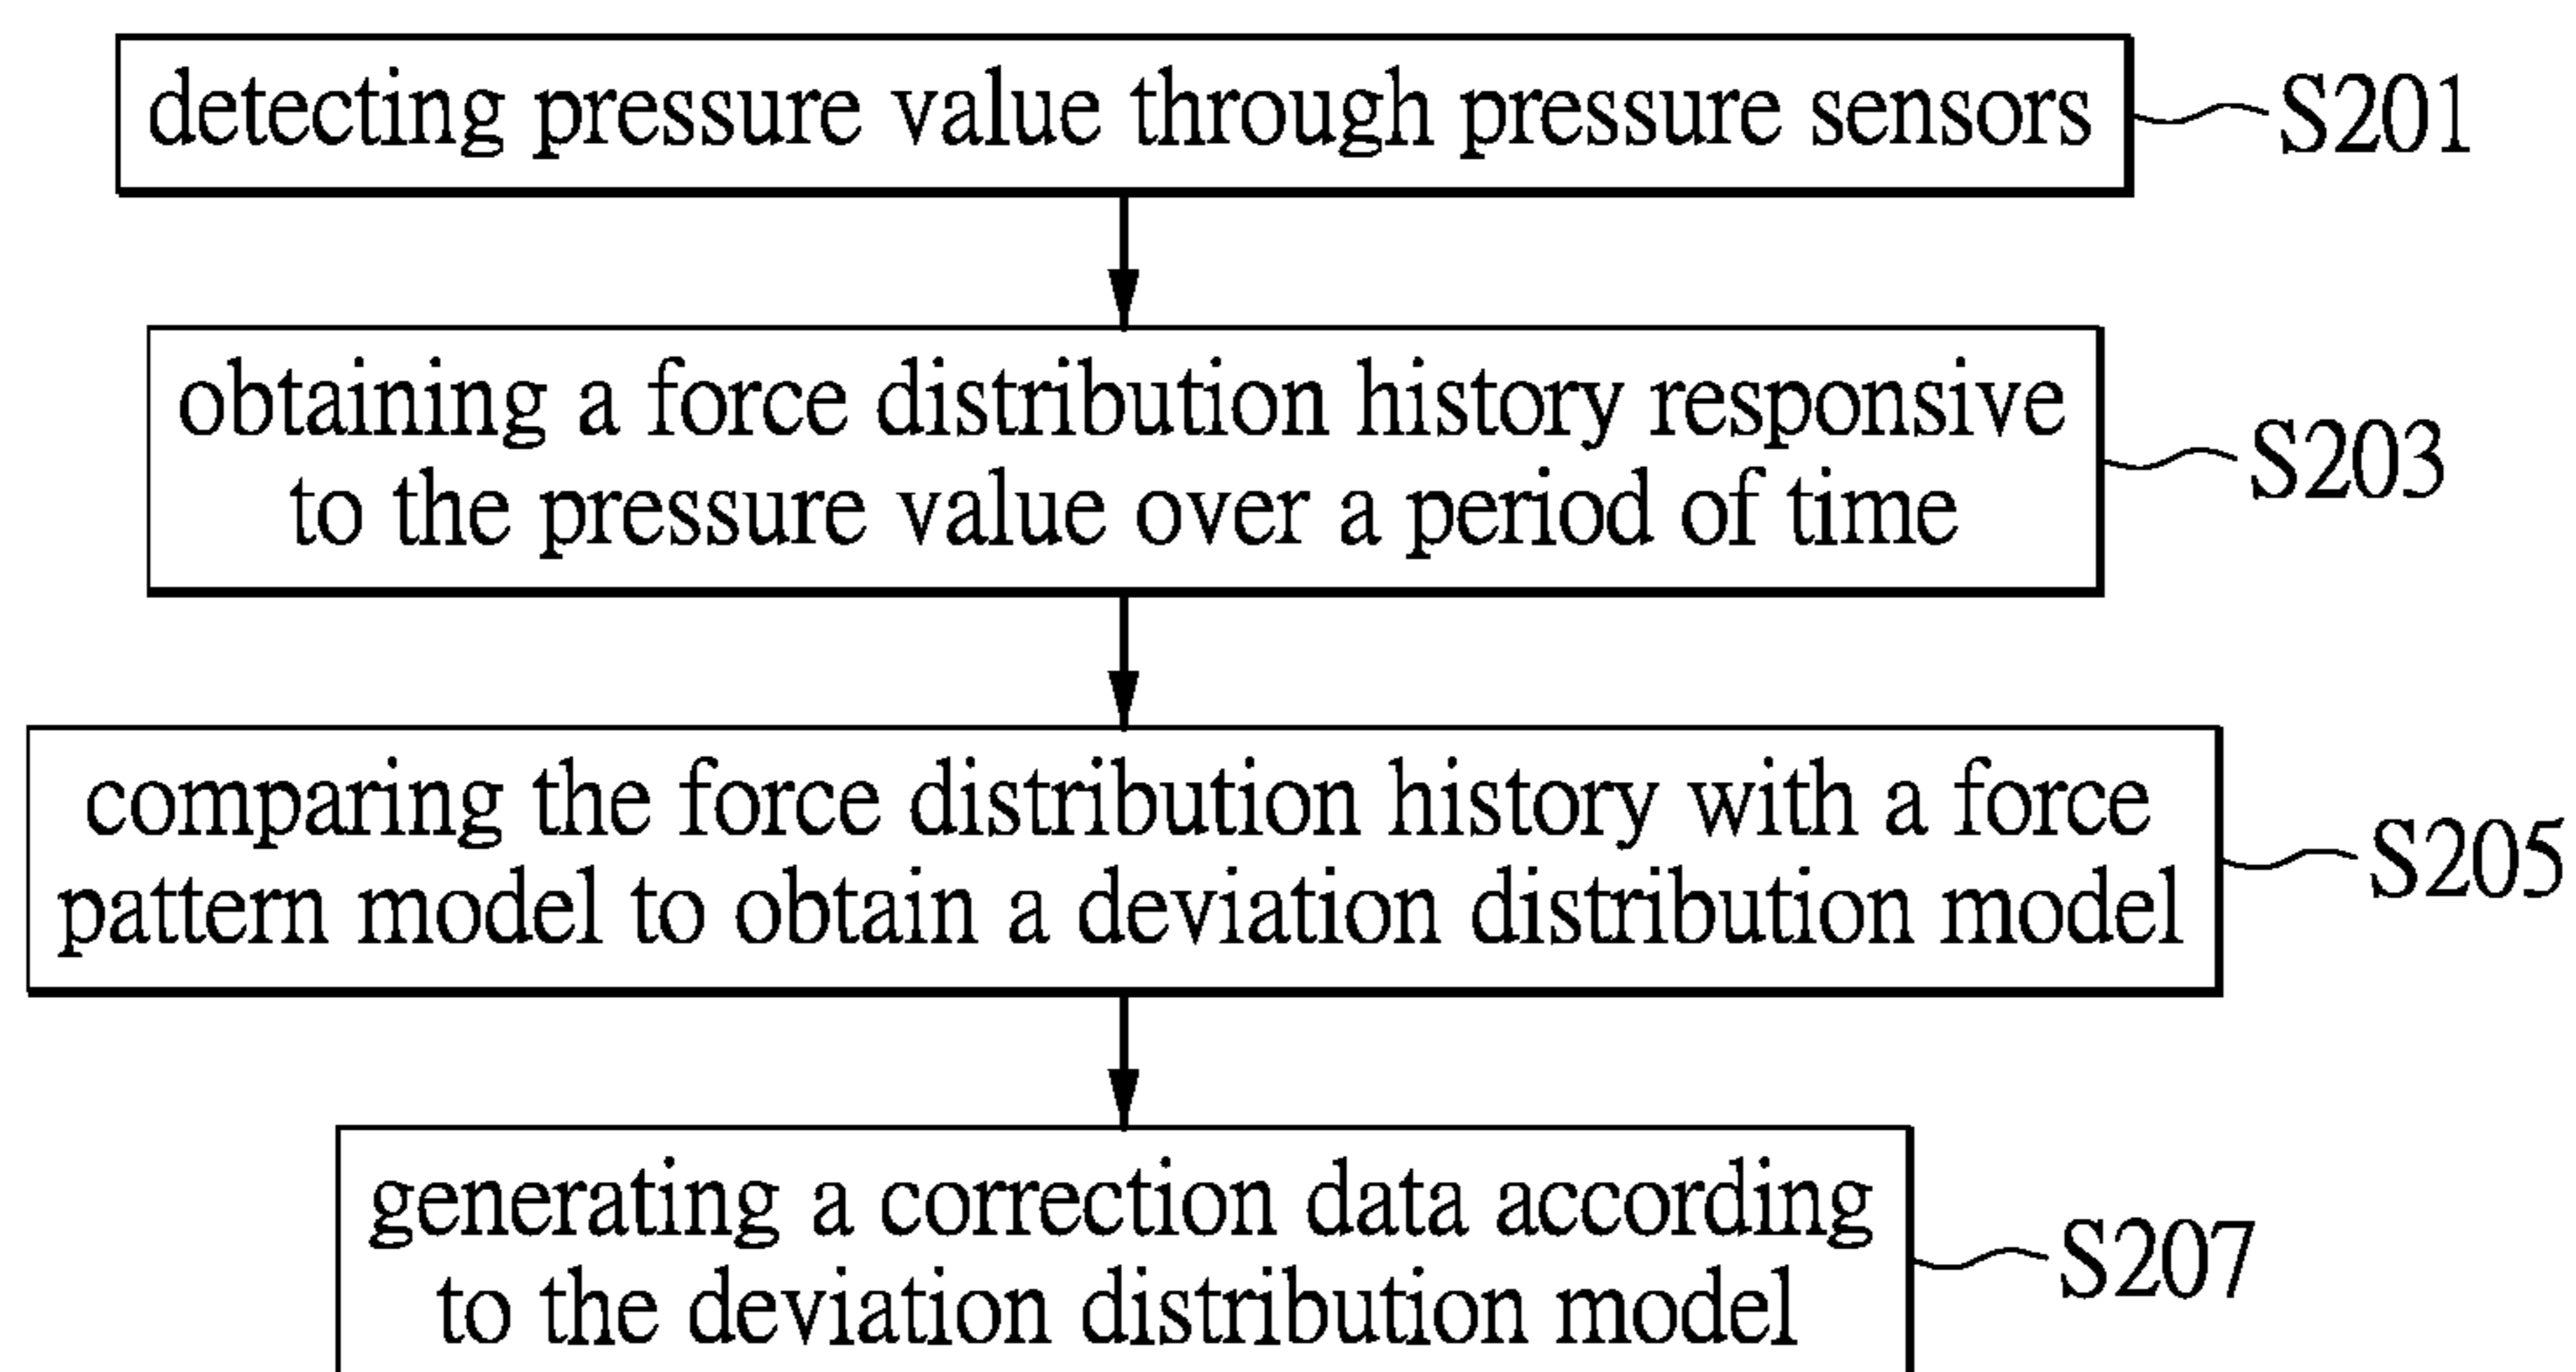 detecting pressure value through pressure sensors
S201
obtaining a force distribution history responsive
to the pressure value over a period of time
S203
comparing the force distribution history with a force
pattern model to obtain a deviation distribution model
S205
generating a correction data according
to the deviation distribution model
S207